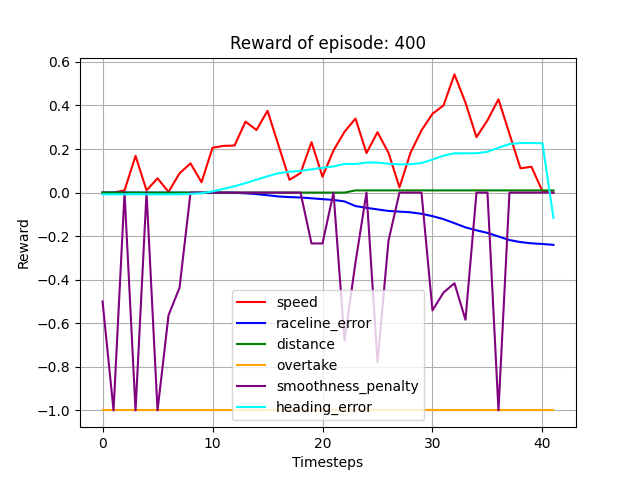 Reward of episode: 400
0.6
0.4
0.2
0.0
−0.2
−0.4
−0.6
−0.8
−1.0
Reward
speed
raceline_error
distance
overtake
smoothness_penalty
heading_error
0 10 20 30 40
Timesteps